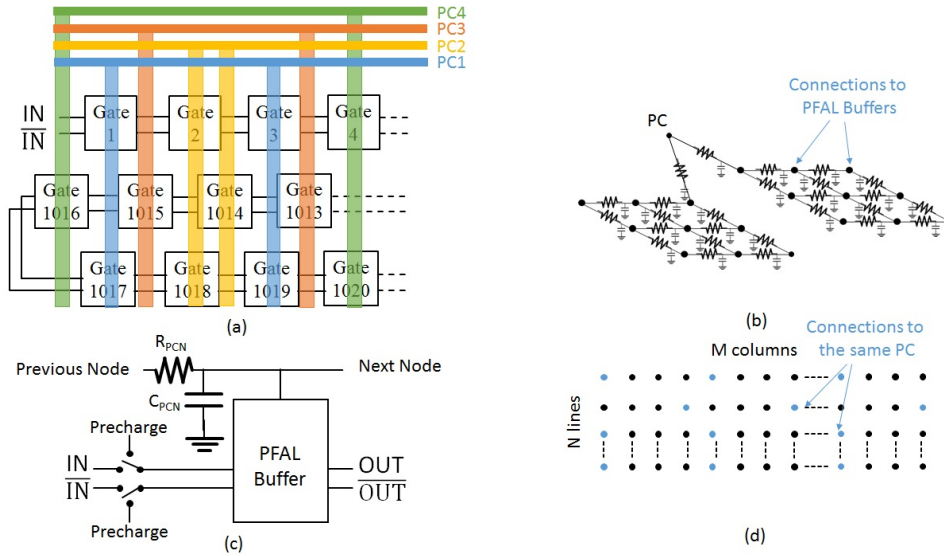 PC4
PC3
PC2
PC1
IN
IN
Gate
1
Gate
2
Gate
3
Gate
4
Gate
1016
Gate
1015
Gate
1014
Gate
1013
Gate
1017
Gate
1018
Gate
1019
Gate
1020
(a)
Connections to
PFAL Buffers
PC
(b)
RPCN
Previous Node
Next Node
CPCN
Precharge
PFAL
Buffer
IN
IN
OUT
OUT
Precharge
(c)
Connections to
the same PC
M columns
N lines
(d)